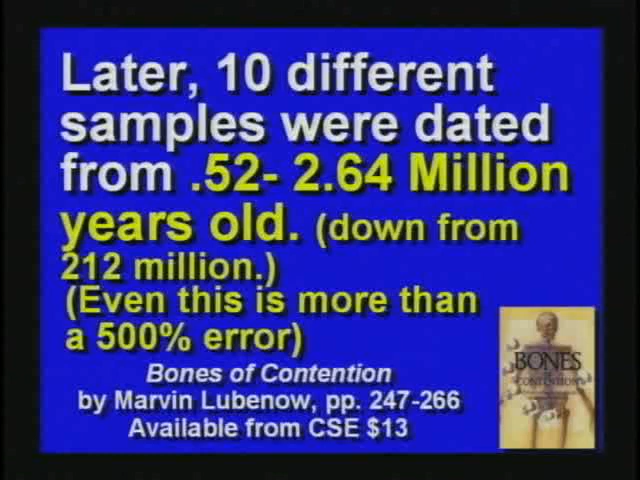 Later, 10 different
samples were dated
from .52- 2.64 Million
years old. (down from
212 million.)
(Even this is more than
a 500% error)
Bones of Contention
by Marvin Lubenow, pp. 247-266
Available from CSE $13
BONES
OF
CONTENTION